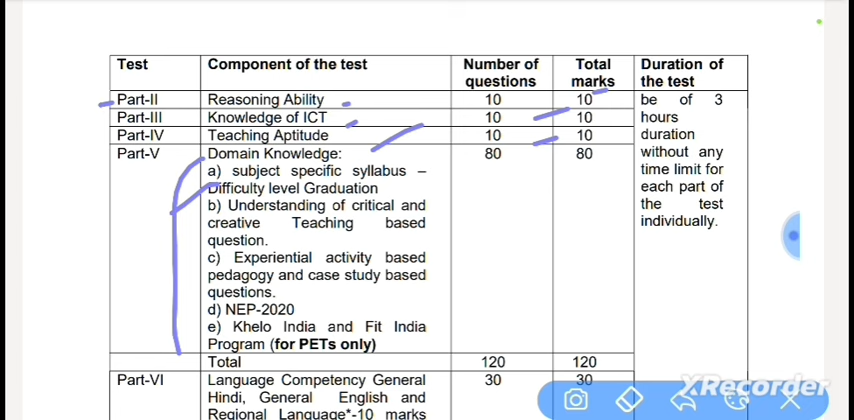 Test Component of the test Number of questions Total marks Duration of the test
Part-II Reasoning Ability 10 10 be of 3
Part-III Knowledge of ICT 10 10 hours
Part-IV Teaching Aptitude 10 10 duration
Part-V Domain Knowledge: 80 80 without any
a) subject specific syllabus – time limit for
Difficulty level Graduation each part of
b) Understanding of critical and the test
creative Teaching based individually.
question.
c) Experiential activity based
pedagogy and case study based
questions.
d) NEP-2020
e) Khelo India and Fit India
Program (for PETs only)
Total 120 120
Part-VI Language Competency General 30 30
Hindi, General English and
Regional Language*-10 marks
XRecorder